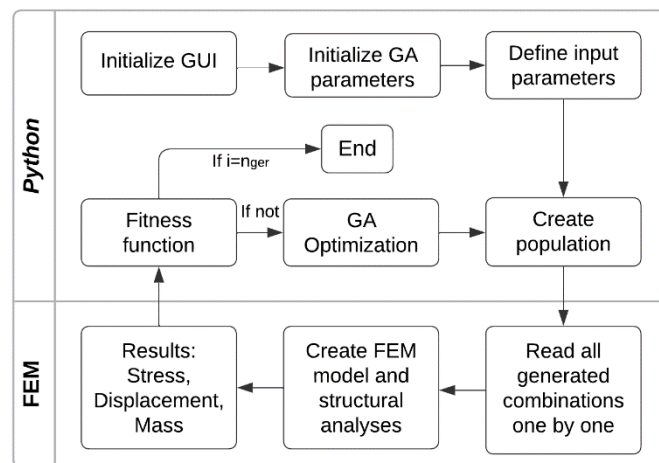 Python
Initialize GUI
Initialize GA
parameters
Define input
parameters
If i=nger
End
Fitness
function
If not
GA
Optimization
Create
population
FEM
Results:
Stress,
Displacement,
Mass
Create FEM
model and
structural
analyses
Read all
generated
combinations
one by one